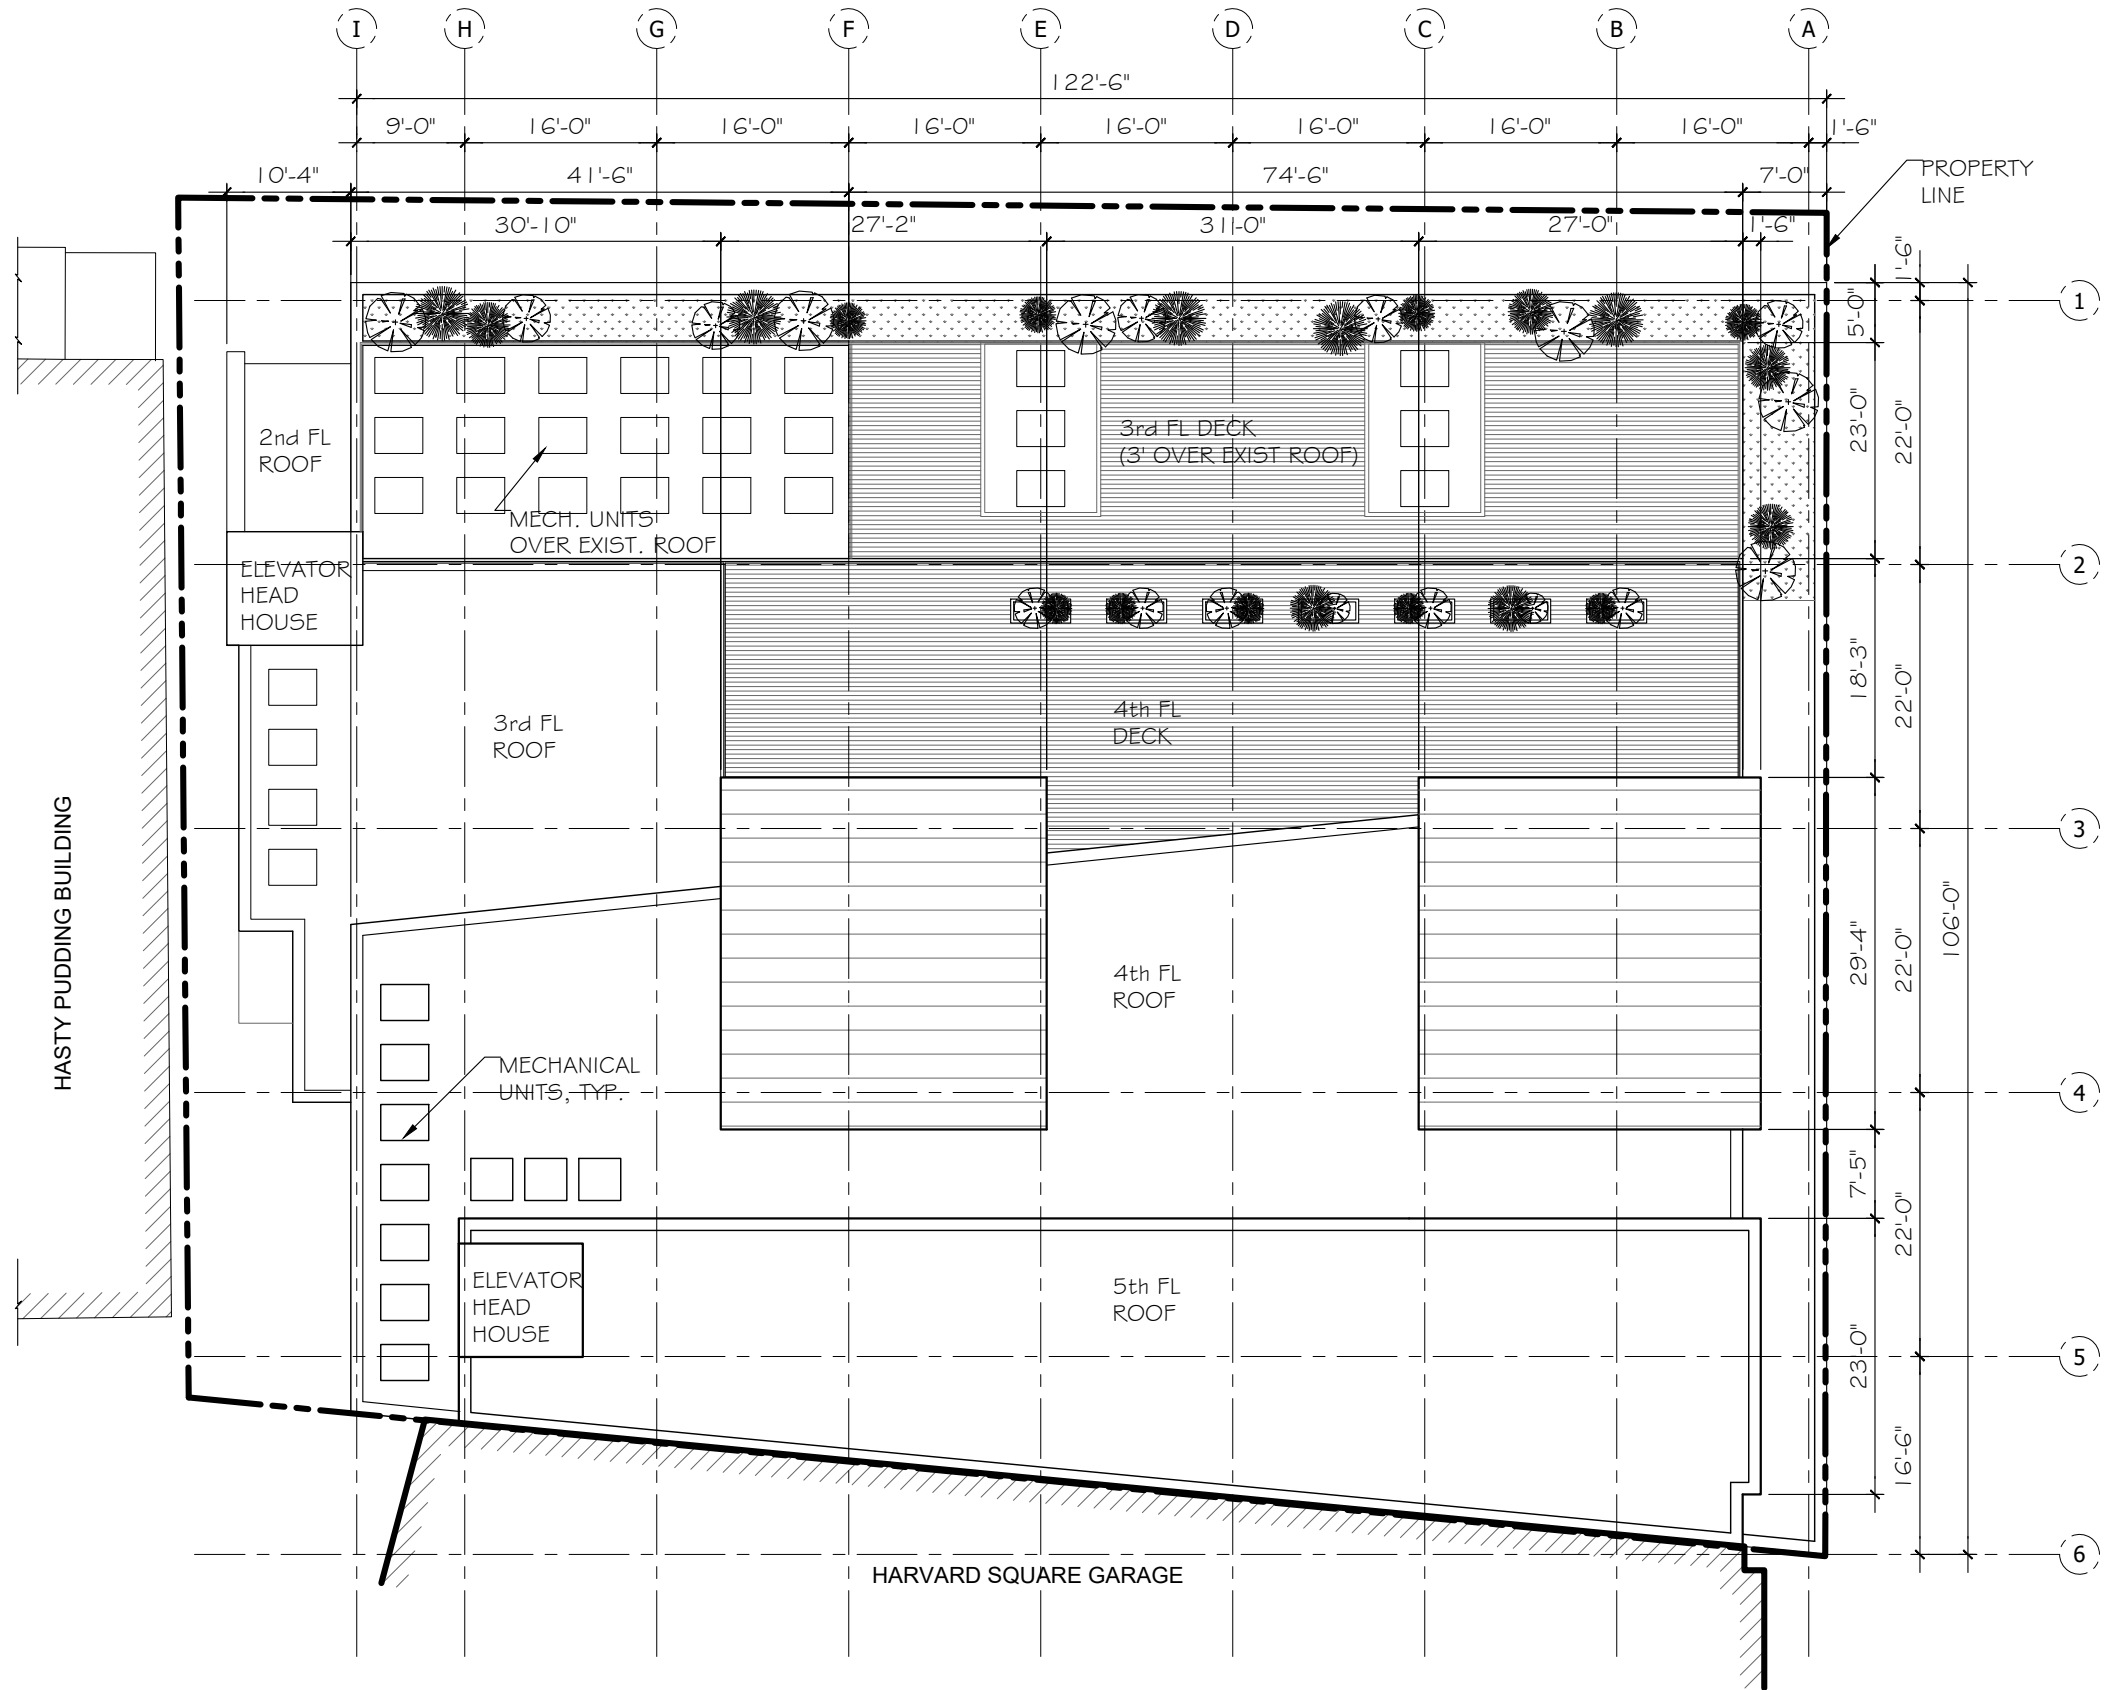 I H G F E D C B A
122'-6"
9'-0" 16'-0" 16'-0" 16'-0" 16'-0" 16'-0" 16'-0" 16'-0" 1'-6"
10'-4" 41'-6" 74'-6" 7'-0"
PROPERTY
LINE
30'-10" 27'-2" 31'-0" 27'-0" 1'-6"
1'-6"
1
5'-0"
23'-0"
22'-0"
2nd FL
ROOF
3rd FL DECK
(3' OVER EXIST ROOF)
MECH. UNITS
OVER EXIST. ROOF
2
ELEVATOR
HEAD
HOUSE
18'-3"
22'-0"
3rd FL
ROOF
4th FL
DECK
3
HASTY PUDDING BUILDING
29'-4"
22'-0"
106'-0"
4th FL
ROOF
MECHANICAL
UNITS, TYP.
4
7'-5"
22'-0"
ELEVATOR
HEAD
HOUSE
5th FL
ROOF
23'-0"
5
16'-6"
6
HARVARD SQUARE GARAGE